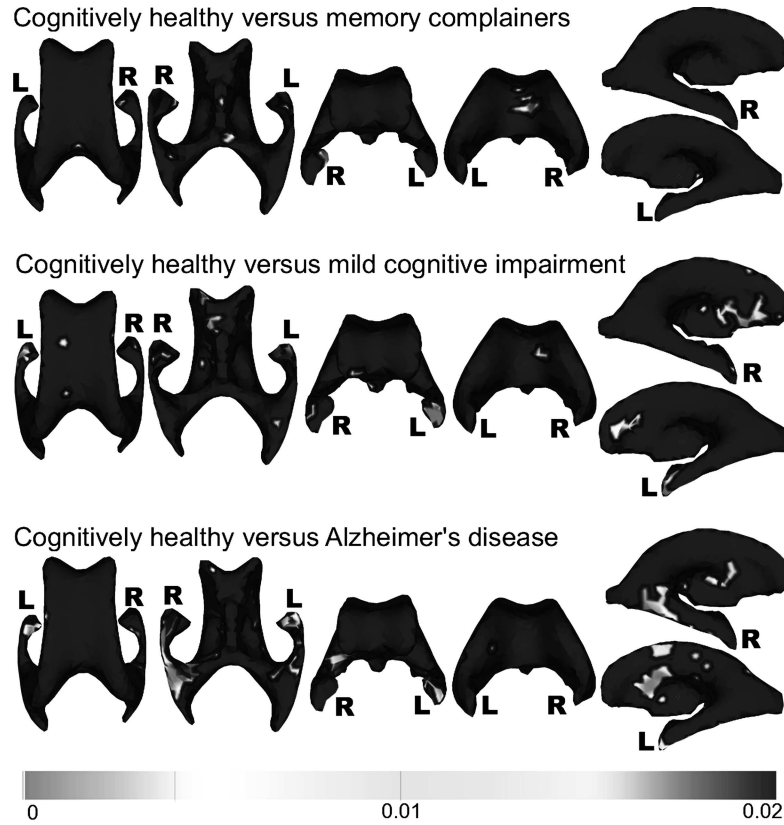 Cognitively healthy versus memory complainers
L R R L R L L R R L
Cognitively healthy versus mild cognitive impairment
L R R L R L L R R L
Cognitively healthy versus Alzheimer's disease
L R R L R L L R R L
0 0.01 0.02